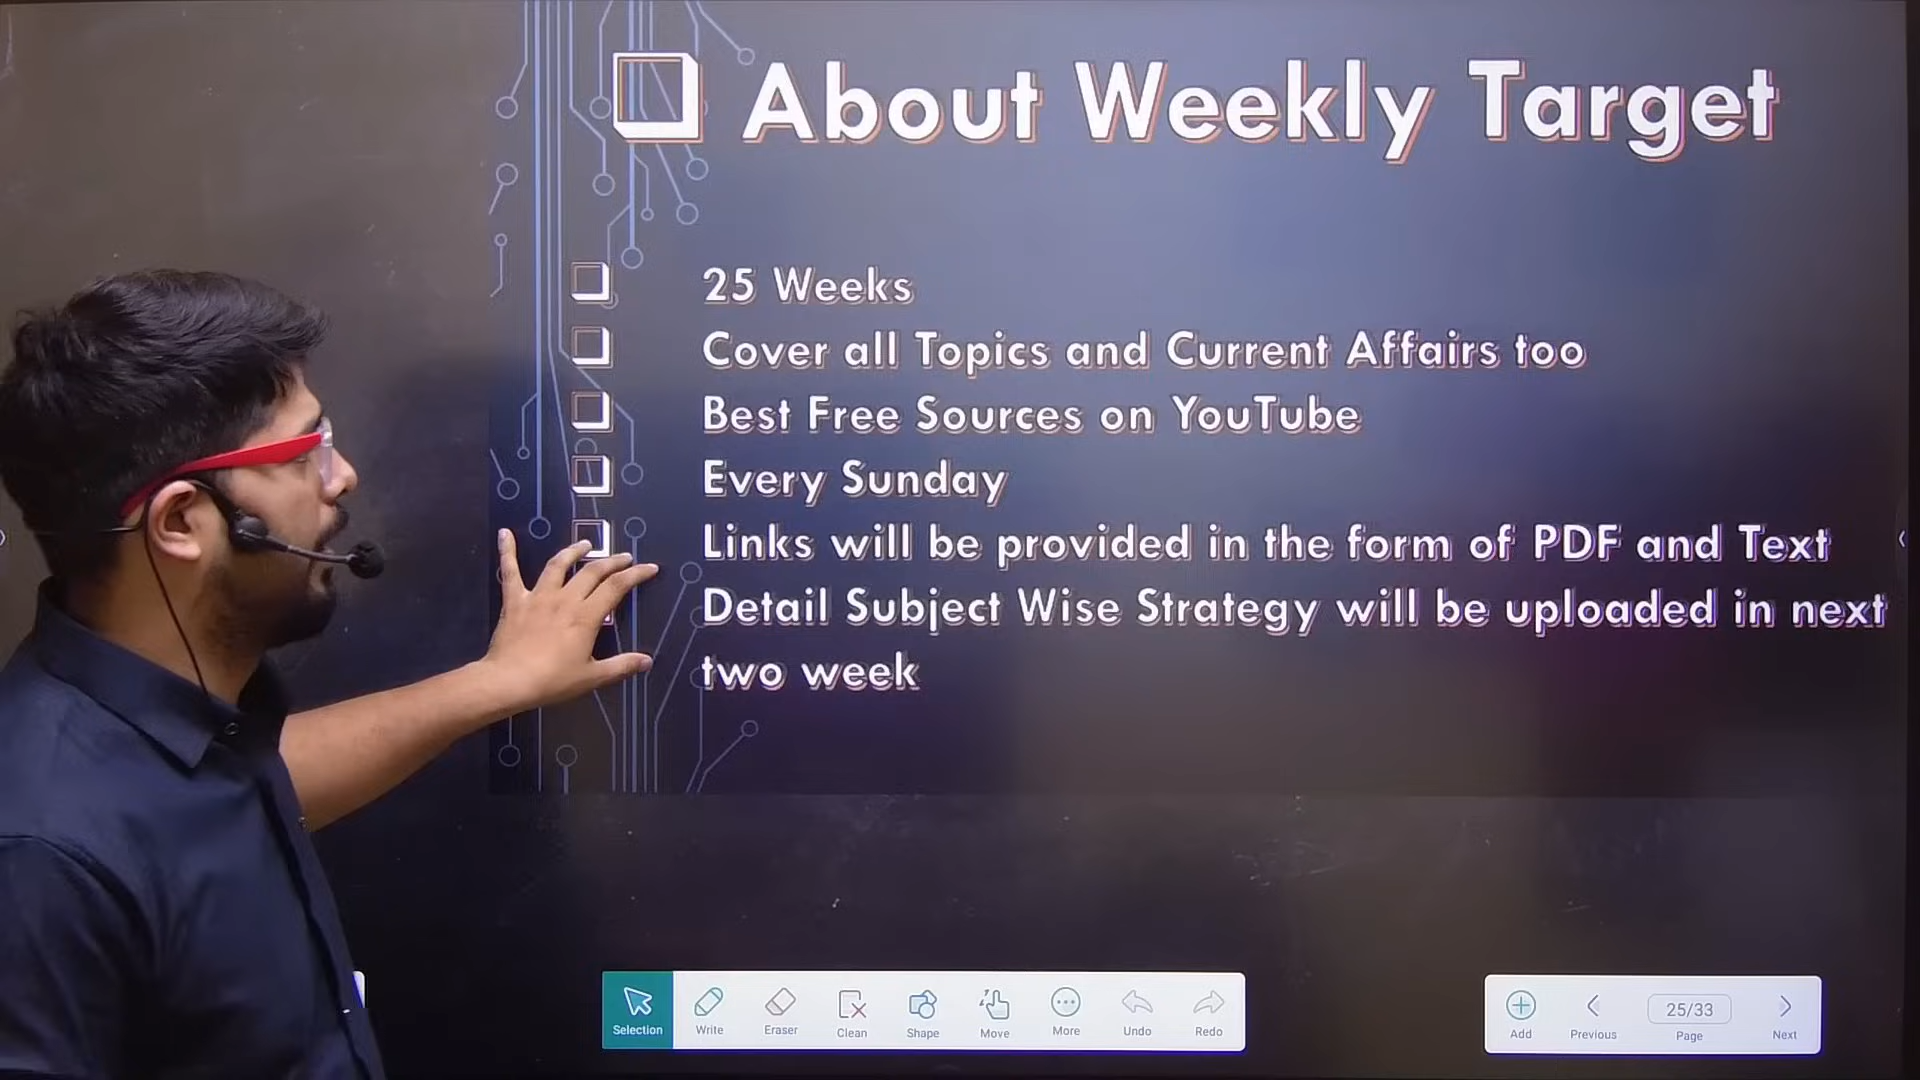 About Weekly Target
25 Weeks
Cover all Topics and Current Affairs too
Best Free Sources on YouTube
Every Sunday
Links will be provided in the form of PDF and Text
Detail Subject Wise Strategy will be uploaded in next
two week
Selection Write Eraser Clean Shape Move More Undo Redo
Add Previous 25/33 Page Next